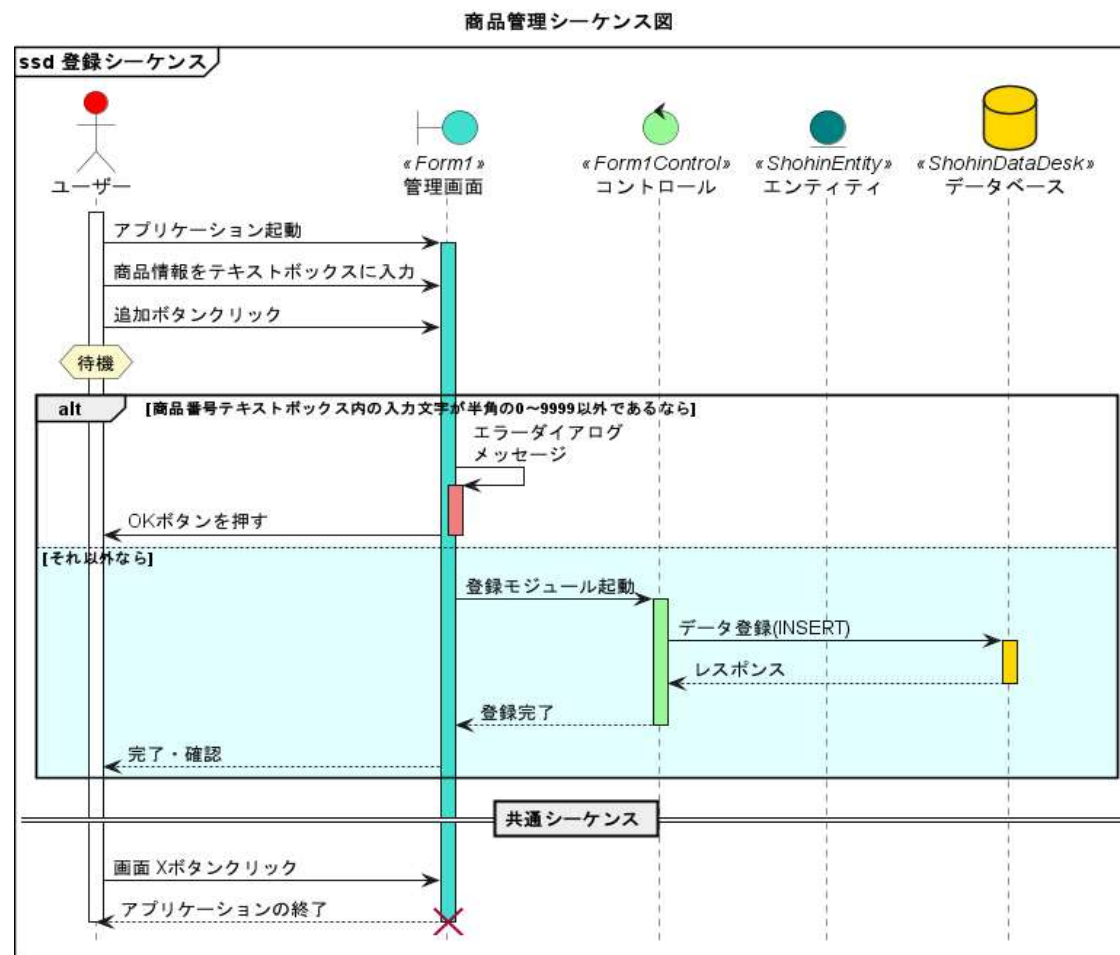 商品管理シーケンス図
ssd 登録シーケンス
«Form1»
«Form1Control»
«ShohinEntity»
«ShohinDataDesk»
ユーザー
管理画面
コントロール
エンティティ
データベース
アプリケーション起動
商品情報をテキストボックスに入力
追加ボタンクリック
待機
alt
[商品番号テキストボックス内の入力文字が半角の0～9999以外であるなら]
エラーダイアログ
メッセージ
OKボタンを押す
[それ以外なら]
登録モジュール起動
データ登録(INSERT)
レスポンス
登録完了
完了・確認
共通シーケンス
画面 Xボタンクリック
アプリケーションの終了